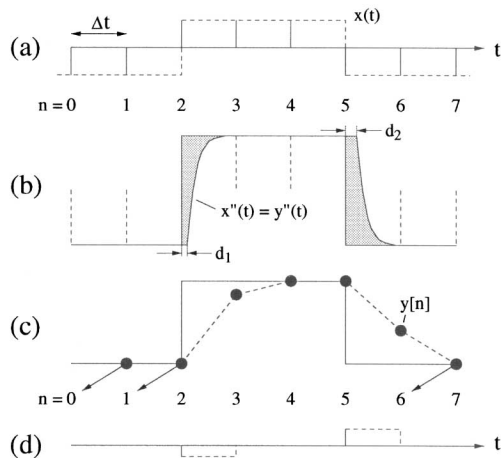 Δt
x(t)
(a)
t
n = 0 1 2 3 4 5 6 7
d2
(b)
x"(t) = y"(t)
d1
(c)
y[n]
n = 0 1 2 3 4 5 6 7
(d)
t